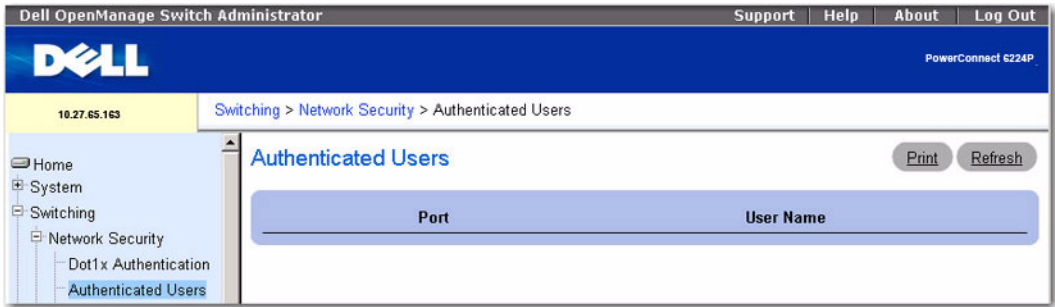 Dell OpenManage Switch Administrator Support Help About Log Out
DELL
PowerConnect 6224P
10.27.65.163
Switching > Network Security > Authenticated Users
Home
System
Switching
Network Security
Dot1x Authentication
Authenticated Users
Authenticated Users
Print Refresh
Port User Name